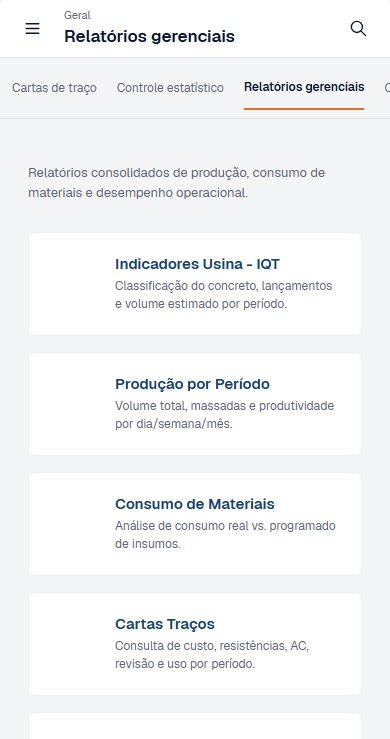 Geral
Relatórios gerenciais
Cartas de traço
Controle estatístico
Relatórios gerenciais
Relatórios consolidados de produção, consumo de
materiais e desempenho operacional.
Indicadores Usina - IQT
Classificação do concreto, lançamentos
e volume estimado por período.
Produção por Período
Volume total, massadas e produtividade
por dia/semana/mês.
Consumo de Materiais
Análise de consumo real vs. programado
de insumos.
Cartas Traços
Consulta de custo, resistências, AC,
revisão e uso por período.